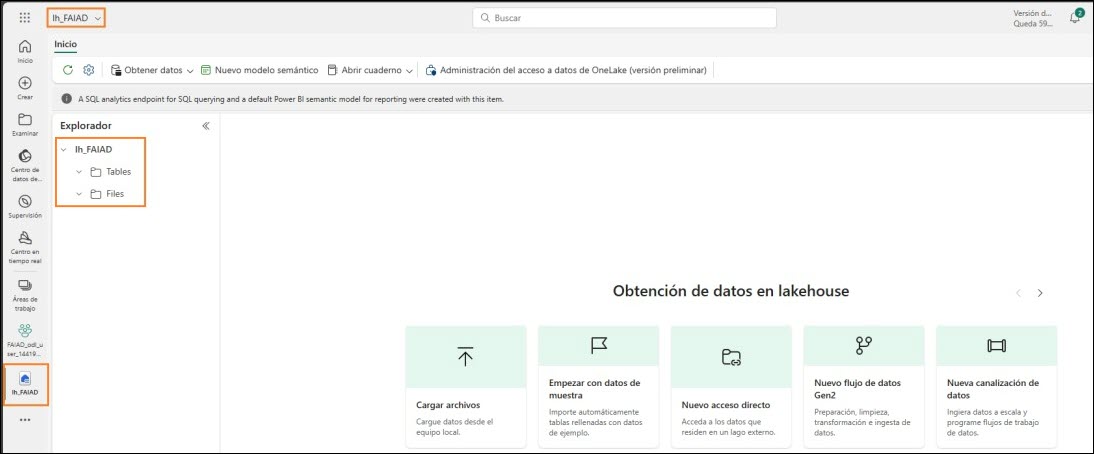 lh_FAIAD
Buscar
Versión d...
Queda 59...
2
Inicio
Inicio
Obtener datos
Nuevo modelo semántico
Abrir cuaderno
Administración del acceso a datos de OneLake (versión preliminar)
A SQL analytics endpoint for SQL querying and a default Power BI semantic model for reporting were created with this item.
Crear
Examinar
Centro de
datos de...
Supervisión
Centro en
tiempo real
Áreas de
trabajo
FAIAD_odl_u
ser_14419...
lh_FAIAD
Explorador
lh_FAIAD
Tables
Files
Obtención de datos en lakehouse
Cargar archivos
Cargue datos desde el
equipo local.
Empezar con datos de
muestra
Importe automáticamente
tablas rellenadas con datos
de ejemplo.
Nuevo acceso directo
Acceda a los datos que
residen en un lago externo.
Nuevo flujo de datos
Gen2
Preparación, limpieza,
transformación e ingesta de
datos.
Nueva canalización de
datos
Ingiera datos a escala y
programe flujos de trabajo
de datos.